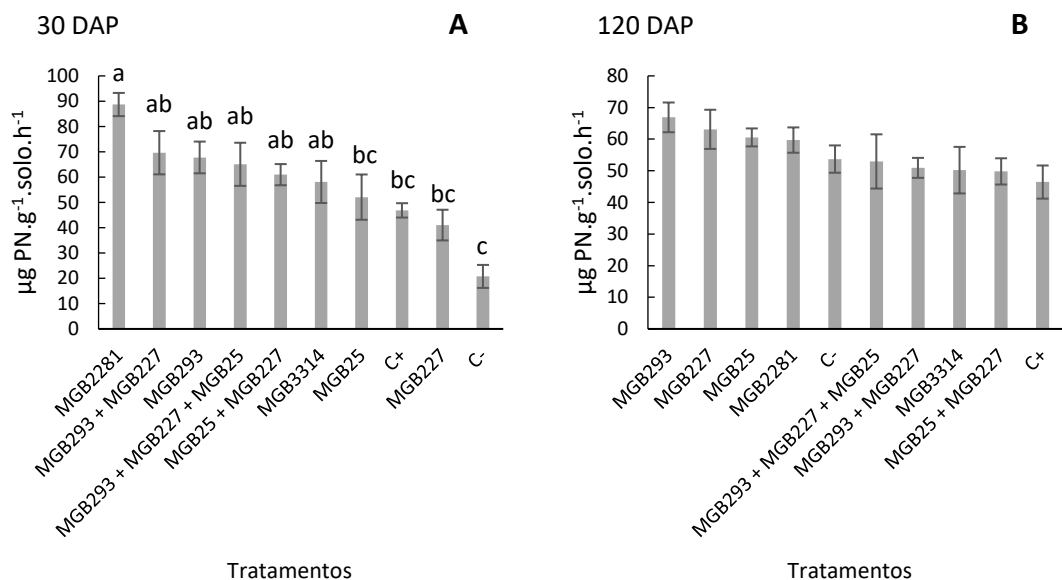 30 DAP
A
µg PN.g⁻¹.solo.h⁻¹
100
90
80
70
60
50
40
30
20
10
0
a
ab
ab
ab
ab
ab
bc
bc
bc
c
MGB2281
MGB293 + MGB227
MGB293
MGB293 + MGB227 + MGB25
MGB25 + MGB227
MGB3314
MGB25
C+
MGB227
C-
Tratamentos
120 DAP
B
µg PN.g⁻¹.solo.h⁻¹
80
70
60
50
40
30
20
10
0
MGB293
MGB227
MGB25
MGB2281
C-
MGB293 + MGB227 + MGB25
MGB293 + MGB227
MGB3314
MGB25 + MGB227
C+
Tratamentos